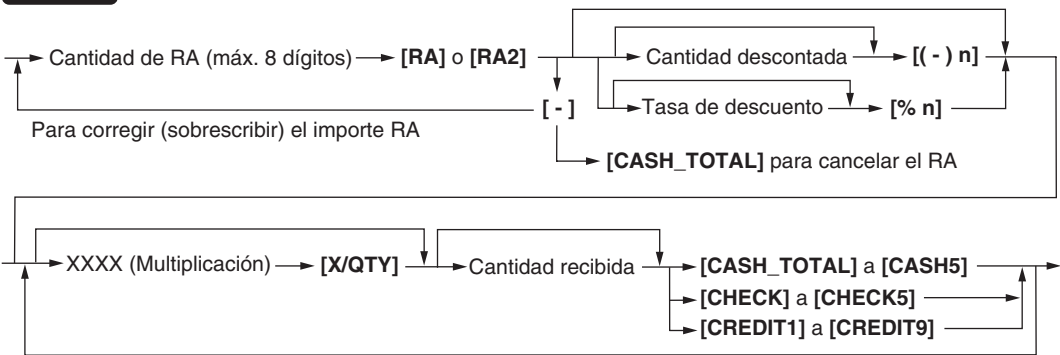 Cantidad de RA (máx. 8 dígitos) [RA] o [RA2] Cantidad descontada [( - ) n]
[ - ] Tasa de descuento [% n]
Para corregir (sobrescribir) el importe RA
[CASH_TOTAL] para cancelar el RA
XXXX (Multiplicación) [X/QTY] Cantidad recibida [CASH_TOTAL] a [CASH5]
[CHECK] a [CHECK5]
[CREDIT1] a [CREDIT9]